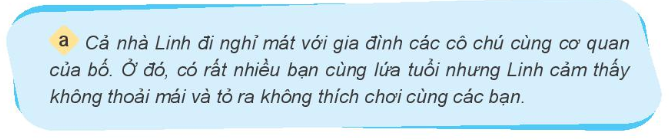 a Cả nhà Linh đi nghỉ mát với gia đình các cô chú cùng cơ quan
của bố. Ở đó, có rất nhiều bạn cùng lứa tuổi nhưng Linh cảm thấy
không thoải mái và tỏ ra không thích chơi cùng các bạn.